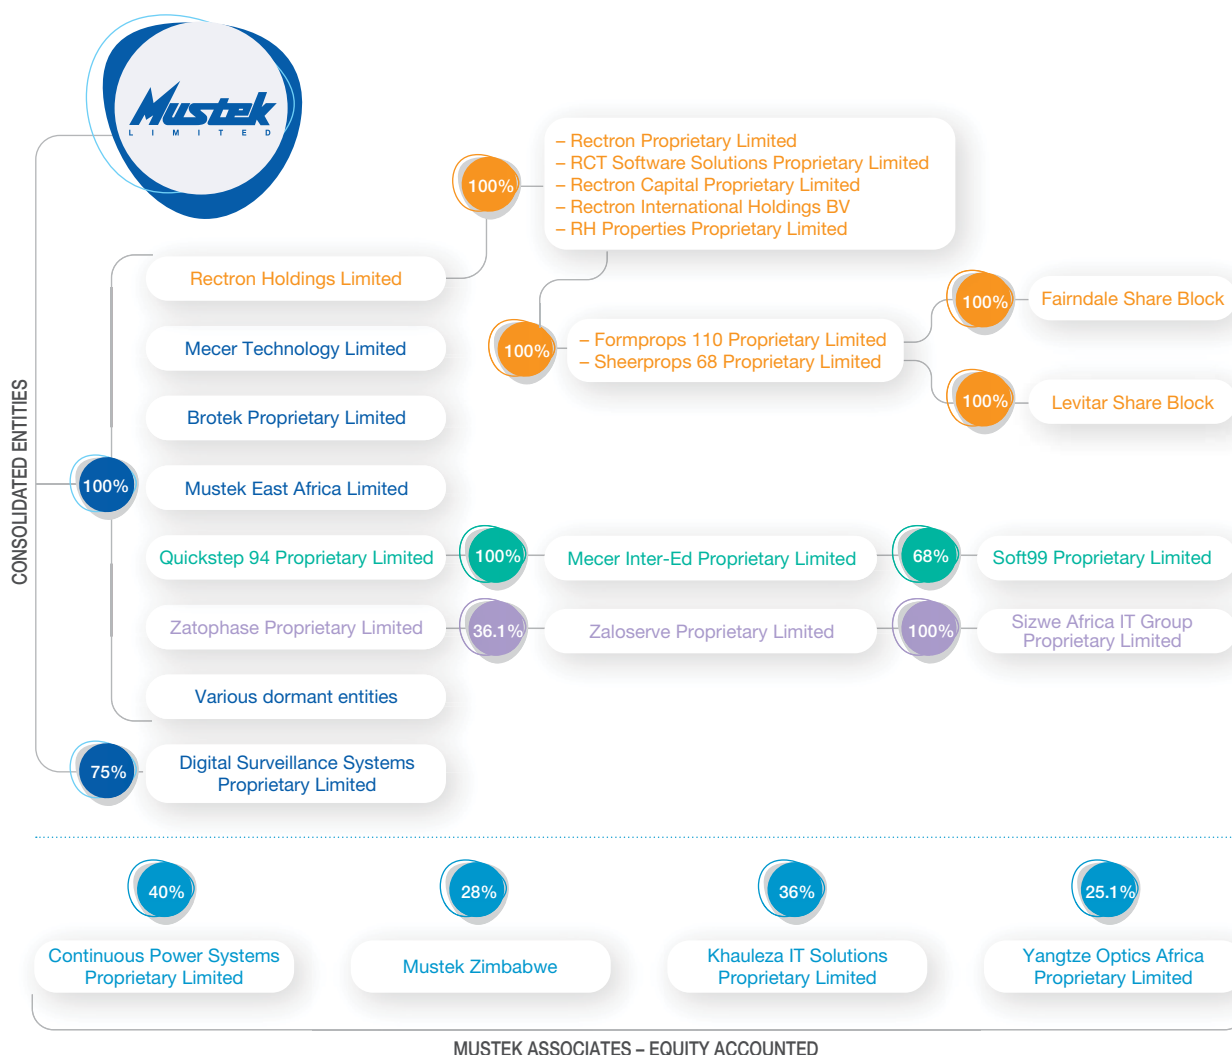 Mustek
LIMITED
CONSOLIDATED ENTITIES
100%
– Rectron Proprietary Limited
– RCT Software Solutions Proprietary Limited
– Rectron Capital Proprietary Limited
– Rectron International Holdings BV
– RH Properties Proprietary Limited
Rectron Holdings Limited
100%
– Formprops 110 Proprietary Limited
– Sheerprops 68 Proprietary Limited
100%
Fairndale Share Block
100%
Levitar Share Block
Mecer Technology Limited
Brotek Proprietary Limited
100%
Mustek East Africa Limited
Quickstep 94 Proprietary Limited
100%
Mecer Inter-Ed Proprietary Limited
68%
Soft99 Proprietary Limited
Zatophase Proprietary Limited
36.1%
Zaloserve Proprietary Limited
100%
Sizwe Africa IT Group
Proprietary Limited
Various dormant entities
75%
Digital Surveillance Systems
Proprietary Limited
40%
Continuous Power Systems
Proprietary Limited
28%
Mustek Zimbabwe
36%
Khauleza IT Solutions
Proprietary Limited
25.1%
Yangtze Optics Africa
Proprietary Limited
MUSTEK ASSOCIATES – EQUITY ACCOUNTED